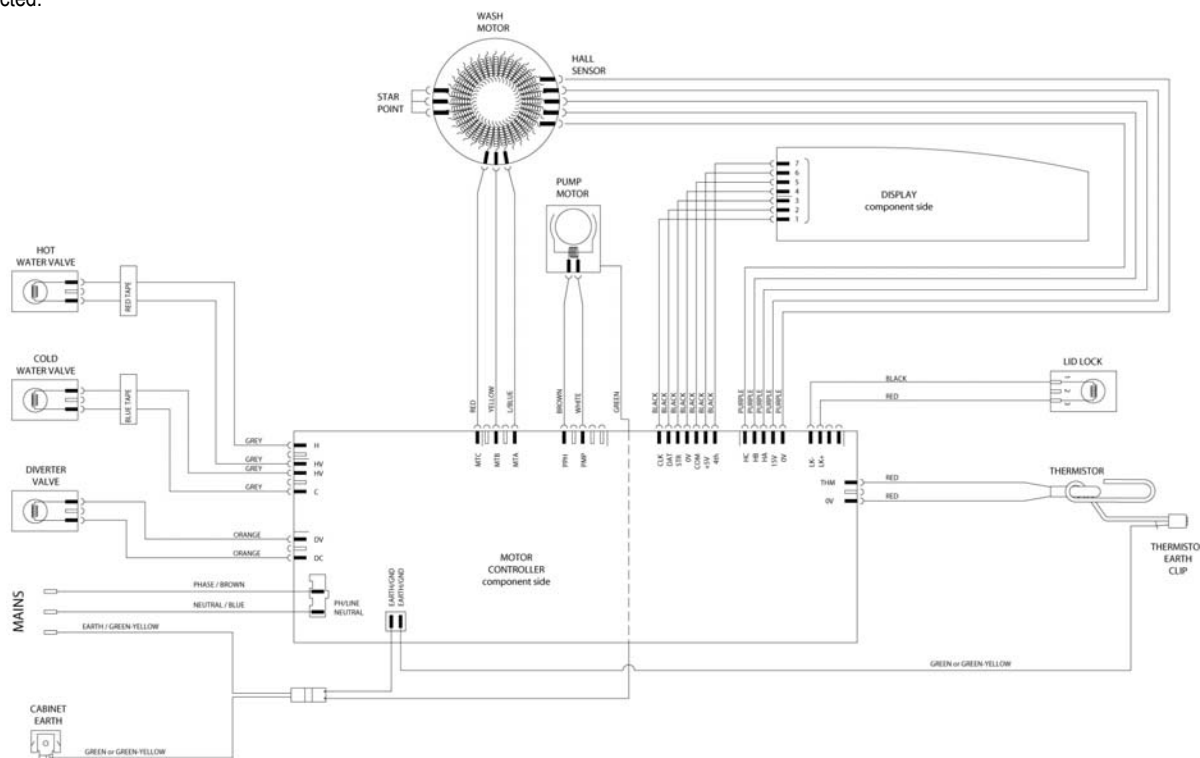 cted.
WASH
MOTOR
HALL
SENSOR
STAR
POINT
PUMP
MOTOR
7
6
5
4
3
2
1
DISPLAY
component side
HOT
WATER VALVE
RED TAPE
COLD
WATER VALVE
BLUE TAPE
LID LOCK
1
2
3
BLACK
RED
RED
YELLOW
L/BLUE
BROWN
WHITE
GREEN
BLACK
BLACK
BLACK
BLACK
BLACK
BLACK
BLACK
PURPLE
PURPLE
PURPLE
PURPLE
PURPLE
GREY
GREY
GREY
GREY
H
HV
HV
C
MTC
MTB
MTA
PPH
PMP
CLK
DAT
STR
0V
COM
+5V
4th
HC
HB
HA
15V
0V
LK-
LK+
DIVERTER
VALVE
ORANGE
ORANGE
DV
DC
THM
0V
RED
RED
THERMISTOR
THERMISTO
EARTH
CLIP
MOTOR
CONTROLLER
component side
EARTH/GND
EARTH/GND
MAINS
PHASE / BROWN
NEUTRAL / BLUE
EARTH / GREEN-YELLOW
PH/LINE
NEUTRAL
GREEN or GREEN-YELLOW
CABINET
EARTH
GREEN or GREEN-YELLOW